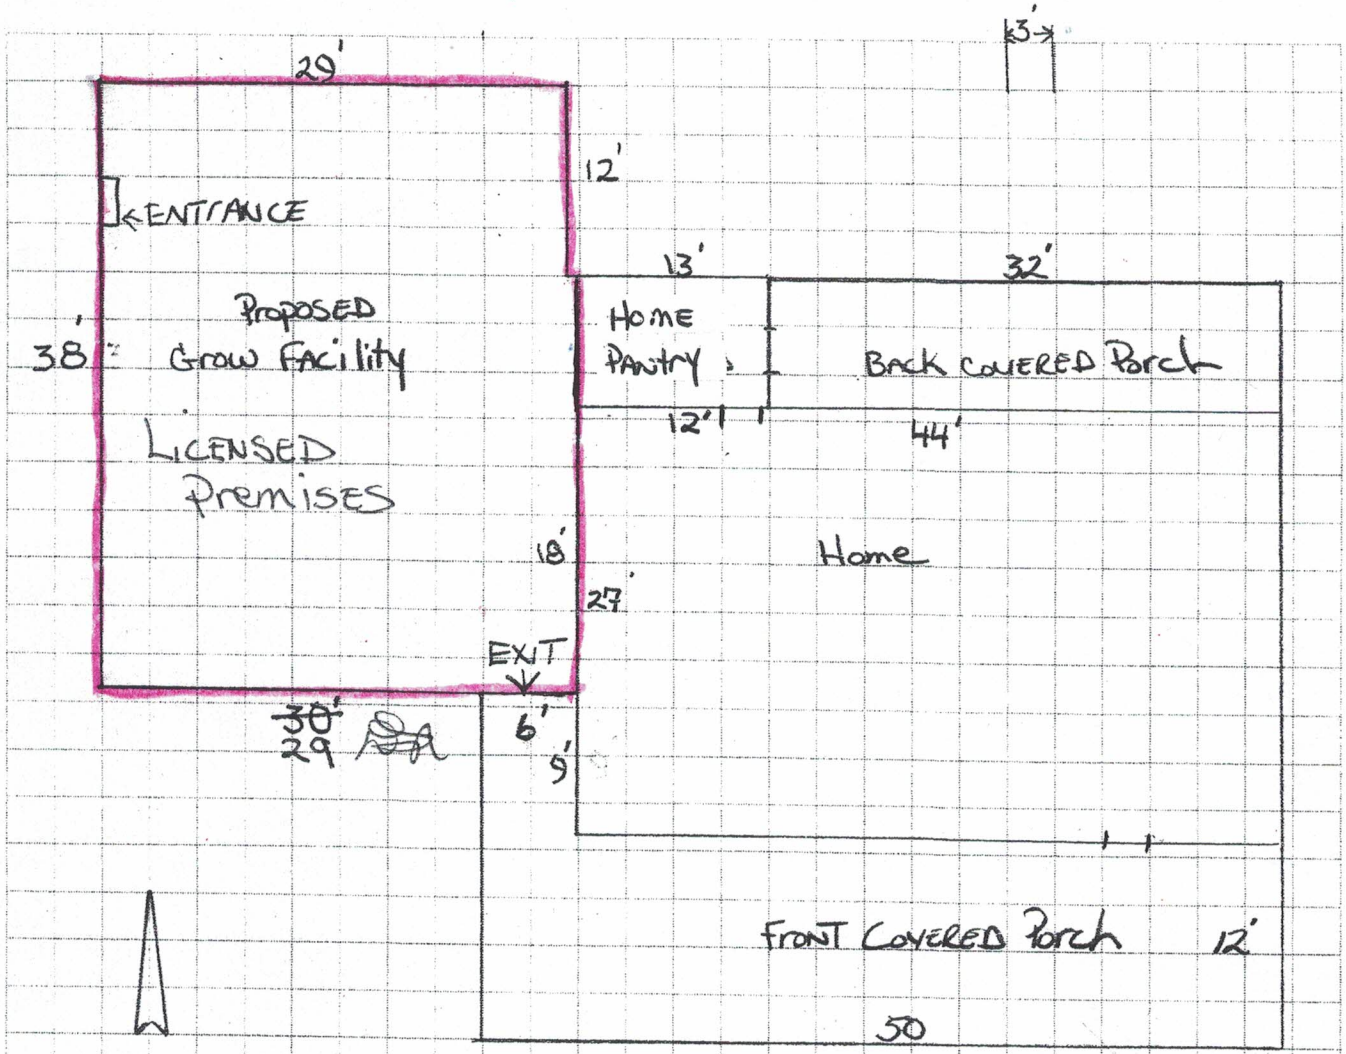 3'
29'
12'
←ENTRANCE
13'
32'
Proposed
Grow Facility
38'
Home
Pantry
Back Covered Porch
12'
44'
Licensed
Premises
18'
Home
27'
EXIT
30'
29
6'
9'
Front Covered Porch
12'
50